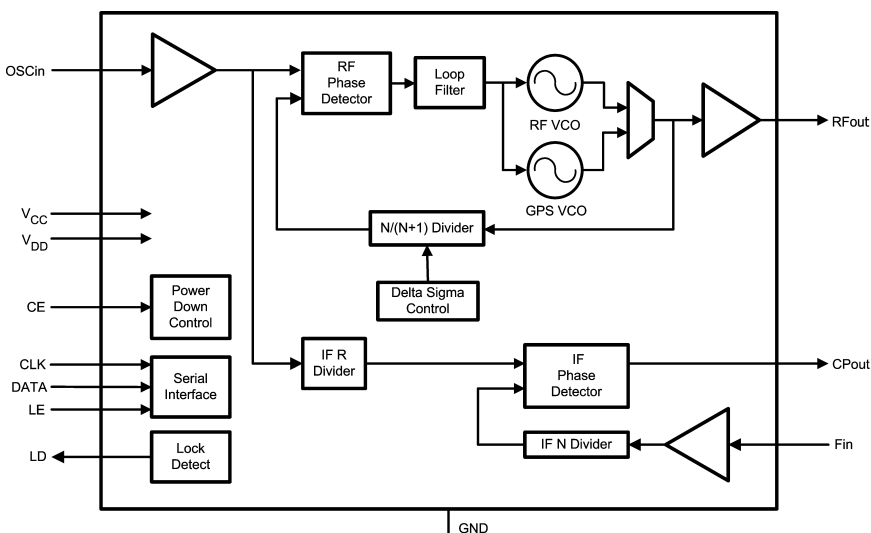 OSCin
RF
Phase
Detector
Loop
Filter
RF VCO
GPS VCO
RFout
VCC
VDD
N/(N+1) Divider
Delta Sigma
Control
CE
Power
Down
Control
CLK
DATA
LE
Serial
Interface
LD
Lock
Detect
IF R
Divider
IF
Phase
Detector
CPout
IF N Divider
Fin
GND